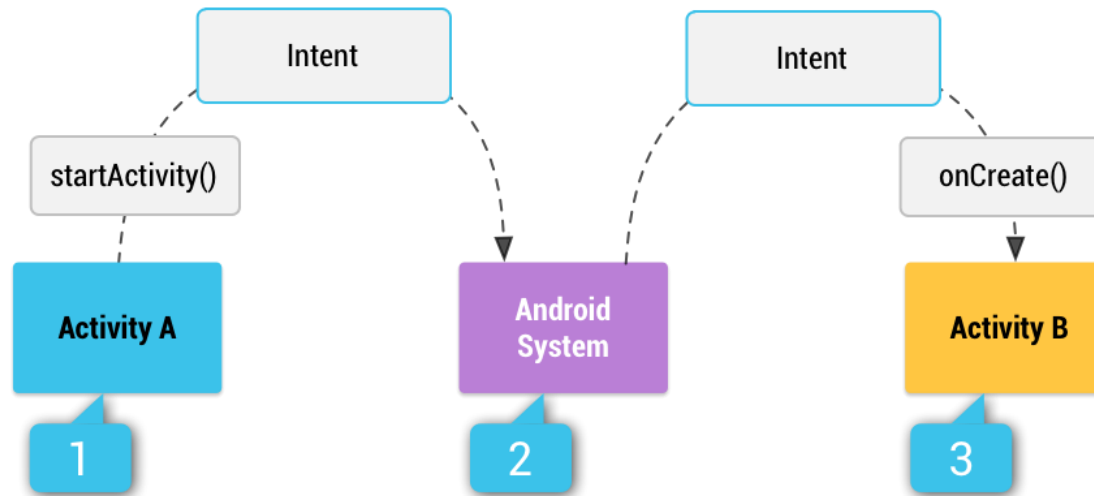 Intent
Intent
startActivity()
onCreate()
Activity A
Android
System
Activity B
1
2
3